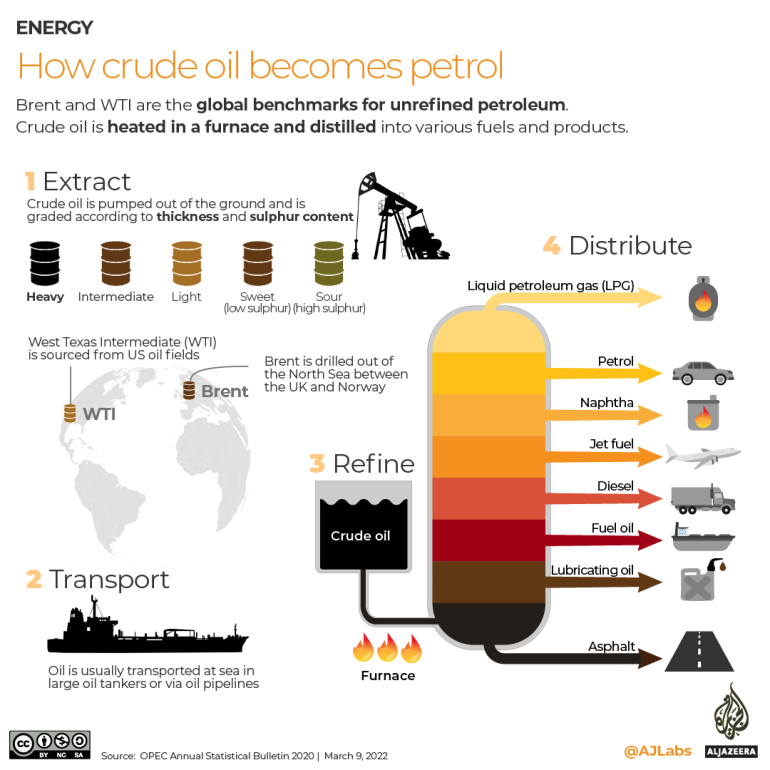 ENERGY
How crude oil becomes petrol
Brent and WTI are the global benchmarks for unrefined petroleum.
Crude oil is heated in a furnace and distilled into various fuels and products.
1 Extract
Crude oil is pumped out of the ground and is
graded according to thickness and sulphur content
Heavy
Intermediate
Light
Sweet
(low sulphur)
Sour
(high sulphur)
West Texas Intermediate (WTI)
is sourced from US oil fields
Brent is drilled out of
the North Sea between
the UK and Norway
Brent
WTI
2 Transport
Oil is usually transported at sea in
large oil tankers or via oil pipelines
3 Refine
Crude oil
Furnace
4 Distribute
Liquid petroleum gas (LPG)
Petrol
Naphtha
Jet fuel
Diesel
Fuel oil
Lubricating oil
Asphalt
cc
BY NC SA
Source: OPEC Annual Statistical Bulletin 2020 | March 9, 2022
@AJLabs
ALJAZEERA